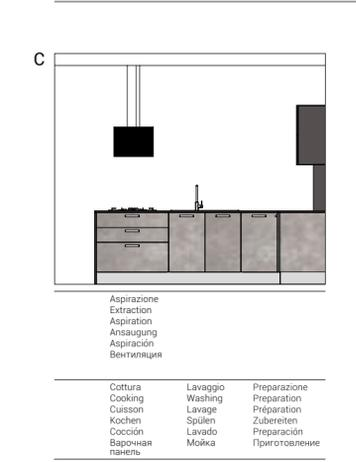 C
Aspirazione
Extraction
Aspiration
Ansaugung
Aspiración
Вентиляция
Cottura
Cooking
Cuisson
Kochen
Cocción
Варочная
панель
Lavaggio
Washing
Lavage
Spülen
Lavado
Мойка
Preparazione
Preparation
Préparation
Zubereiten
Preparación
Приготовление